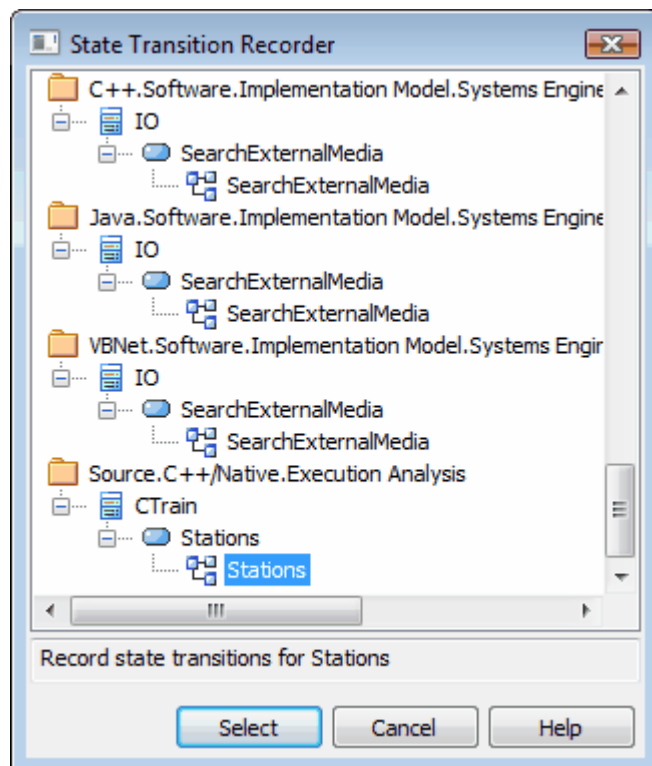 State Transition Recorder
C++.Software.Implementation Model.Systems Engine
IO
SearchExternalMedia
SearchExternalMedia
Java.Software.Implementation Model.Systems Engine
IO
SearchExternalMedia
SearchExternalMedia
VBNet.Software.Implementation Model.Systems Engir
IO
SearchExternalMedia
SearchExternalMedia
Source.C++/Native.Execution Analysis
CTrain
Stations
Stations
Record state transitions for Stations
Select Cancel Help